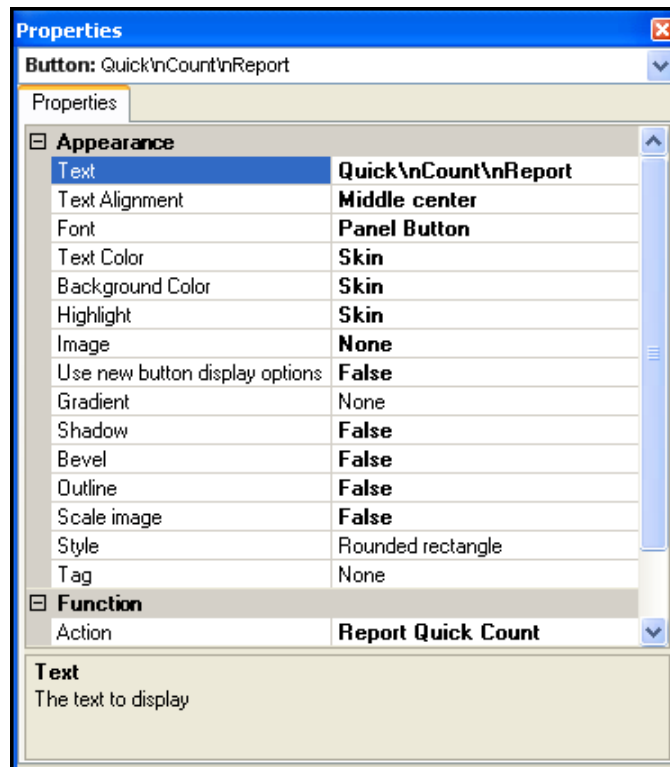 Properties
Button: Quick\nCount\nReport
Properties
Appearance
Text Quick\nCount\nReport
Text Alignment Middle center
Font Panel Button
Text Color Skin
Background Color Skin
Highlight Skin
Image None
Use new button display options False
Gradient None
Shadow False
Bevel False
Outline False
Scale image False
Style Rounded rectangle
Tag None
Function
Action Report Quick Count
Text
The text to display